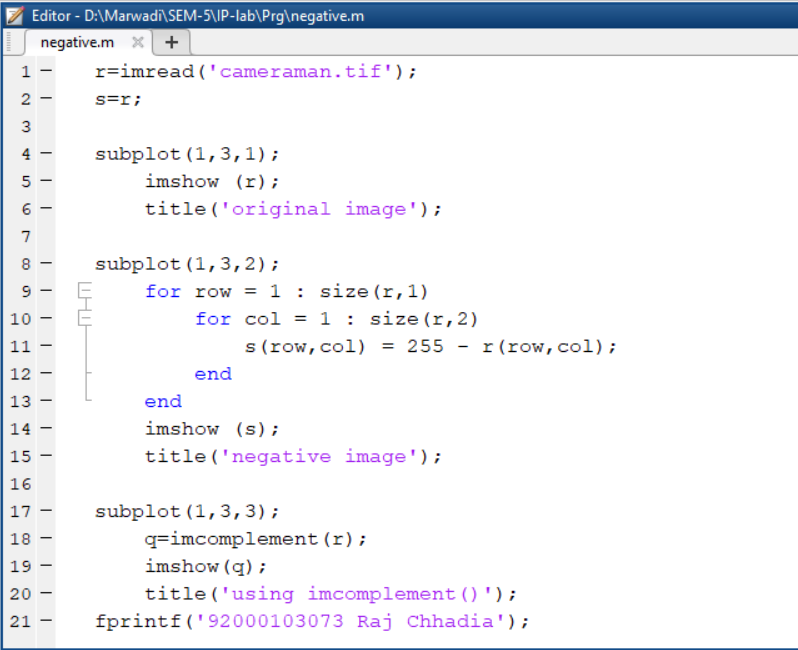 Editor - D:\Marwadi\SEM-5\IP-lab\Prg\negative.m
negative.m × +
1 - r=imread('cameraman.tif');
2 - s=r;
3
4 - subplot(1,3,1);
5 - imshow (r);
6 - title('original image');
7
8 - subplot(1,3,2);
9 - for row = 1 : size(r,1)
10 - for col = 1 : size(r,2)
11 - s(row,col) = 255 - r(row,col);
12 - end
13 - end
14 - imshow (s);
15 - title('negative image');
16
17 - subplot(1,3,3);
18 - q=imcomplement(r);
19 - imshow(q);
20 - title('using imcomplement()');
21 - fprintf('92000103073 Raj Chhadia');